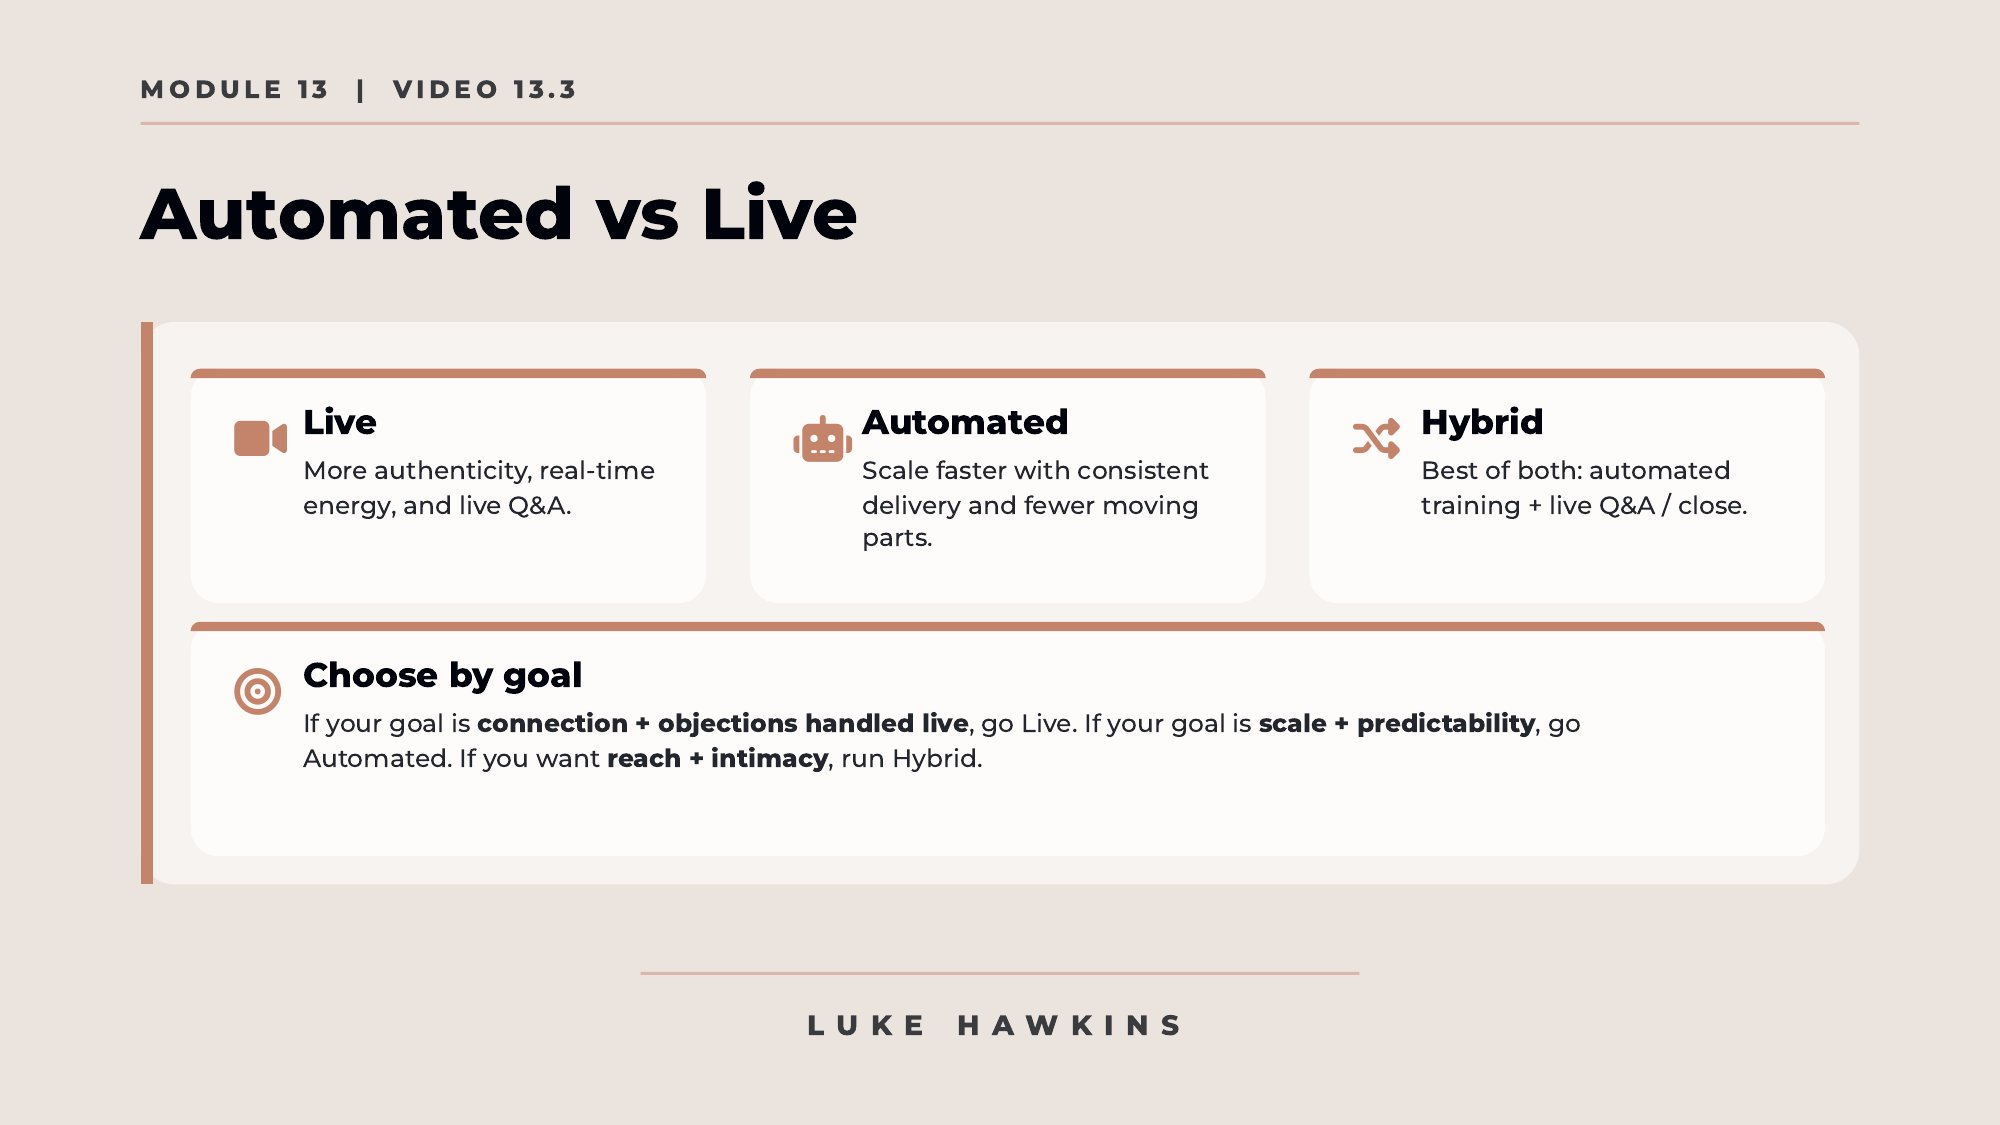 MODULE 13 | VIDEO 13.3
Automated vs Live
Live
More authenticity, real-time
energy, and live Q&A.
Automated
Scale faster with consistent
delivery and fewer moving
parts.
Hybrid
Best of both: automated
training + live Q&A / close.
Choose by goal
If your goal is connection + objections handled live, go Live. If your goal is scale + predictability, go
Automated. If you want reach + intimacy, run Hybrid.
LUKE HAWKINS